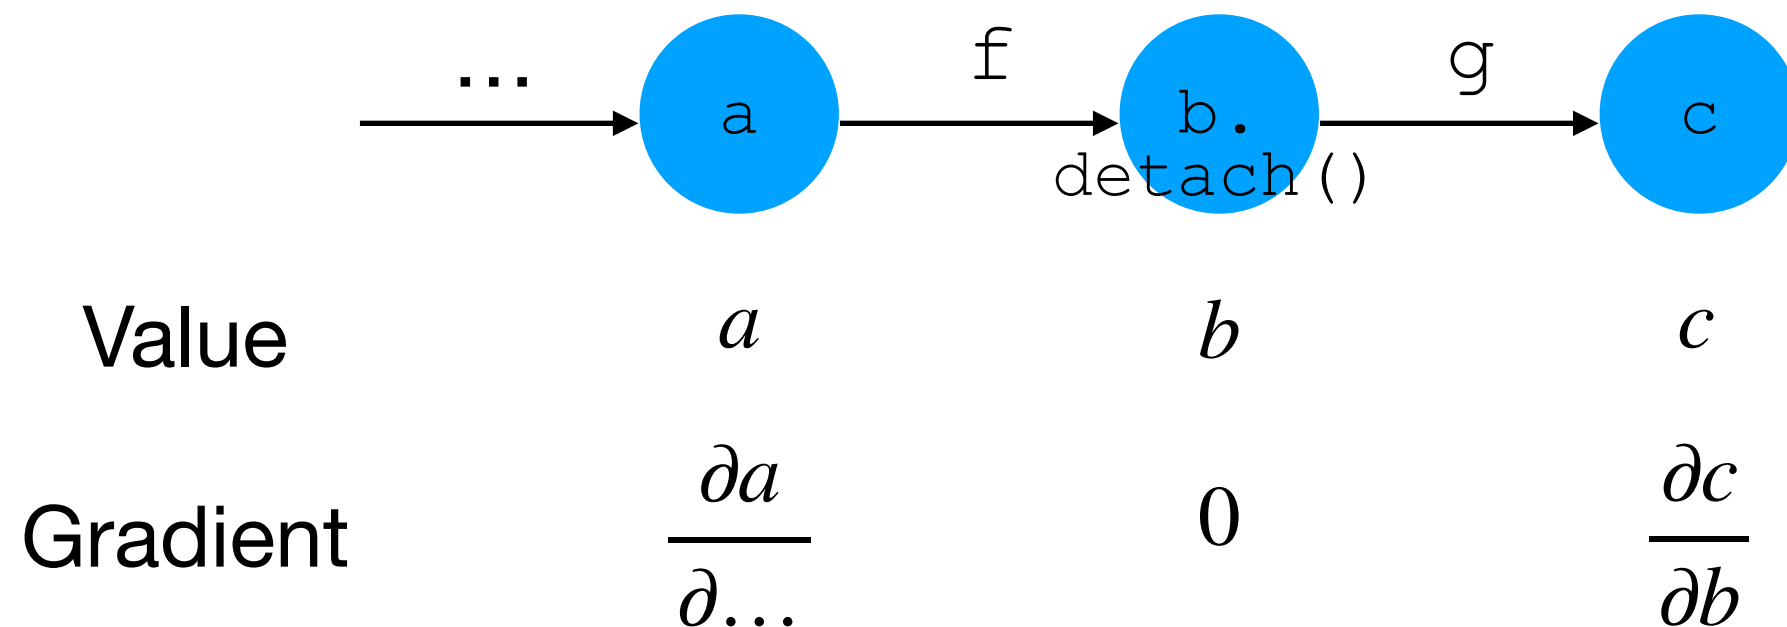 ...
f
g
a
b.
detach()
c
Value
a
b
c
Gradient
∂a
∂…
0
∂c
∂b